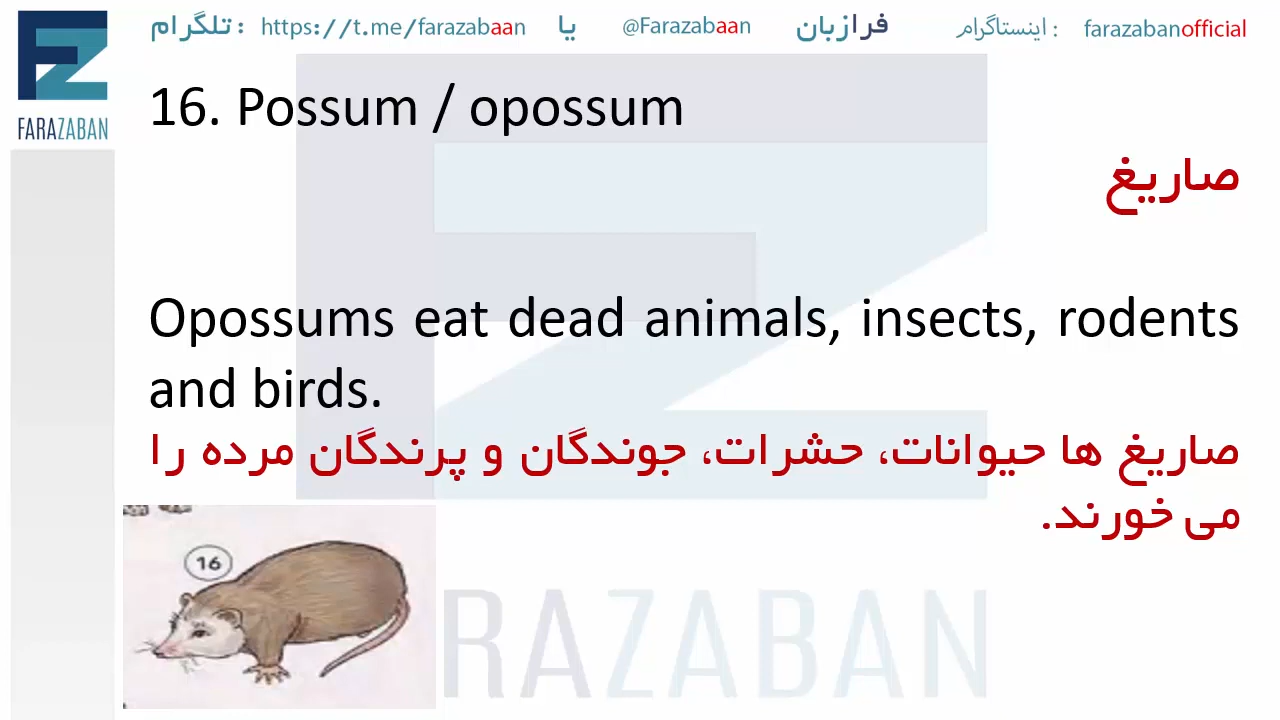 تلگرام : https://t.me/farazabaan یا @Farazabaan فرازبان اینستاگرام : farazabanofficial
FARAZABAN
16. Possum / opossum
صاریغ
Opossums eat dead animals, insects, rodents
and birds.
صاریغ ها حیوانات، حشرات، جوندگان و پرندگان مرده را
می خورند.
16
RAZABAN